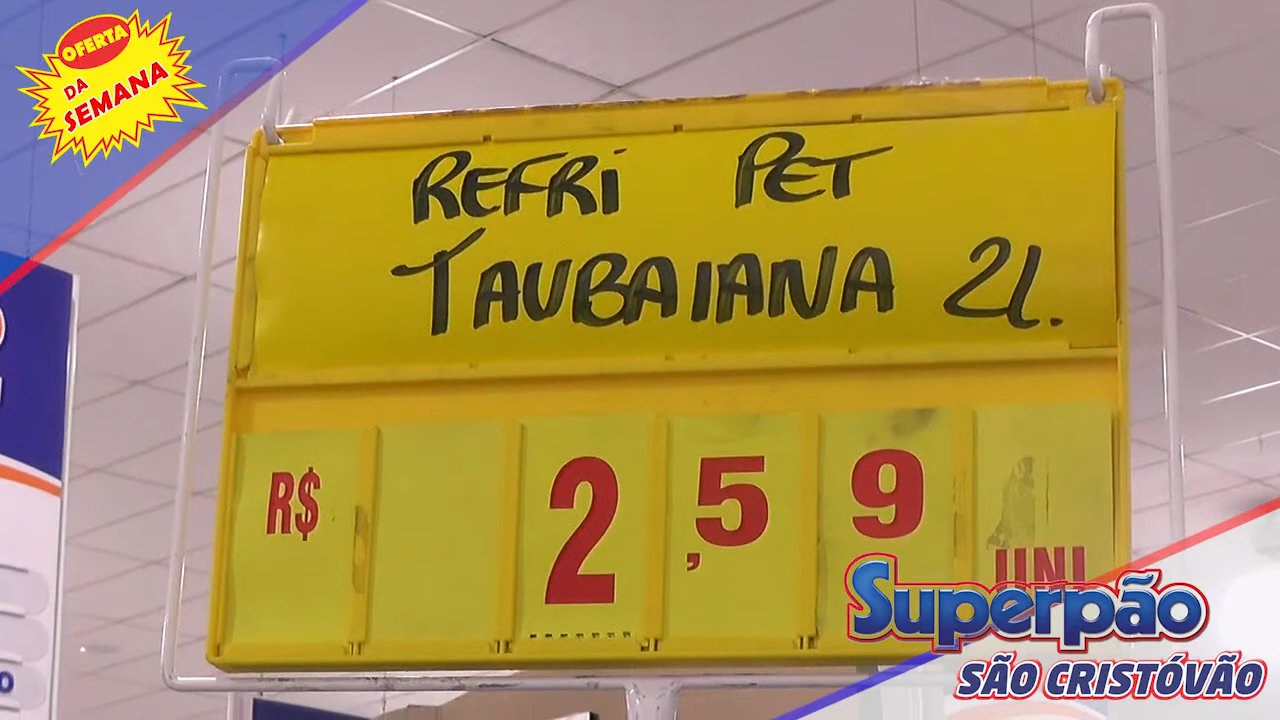 OFERTA
DA
SEMANA
REFRI PET
TAUBAIANA 2l.
R$ 2,59 UNI
Superpão
SÃO CRISTÓVÃO